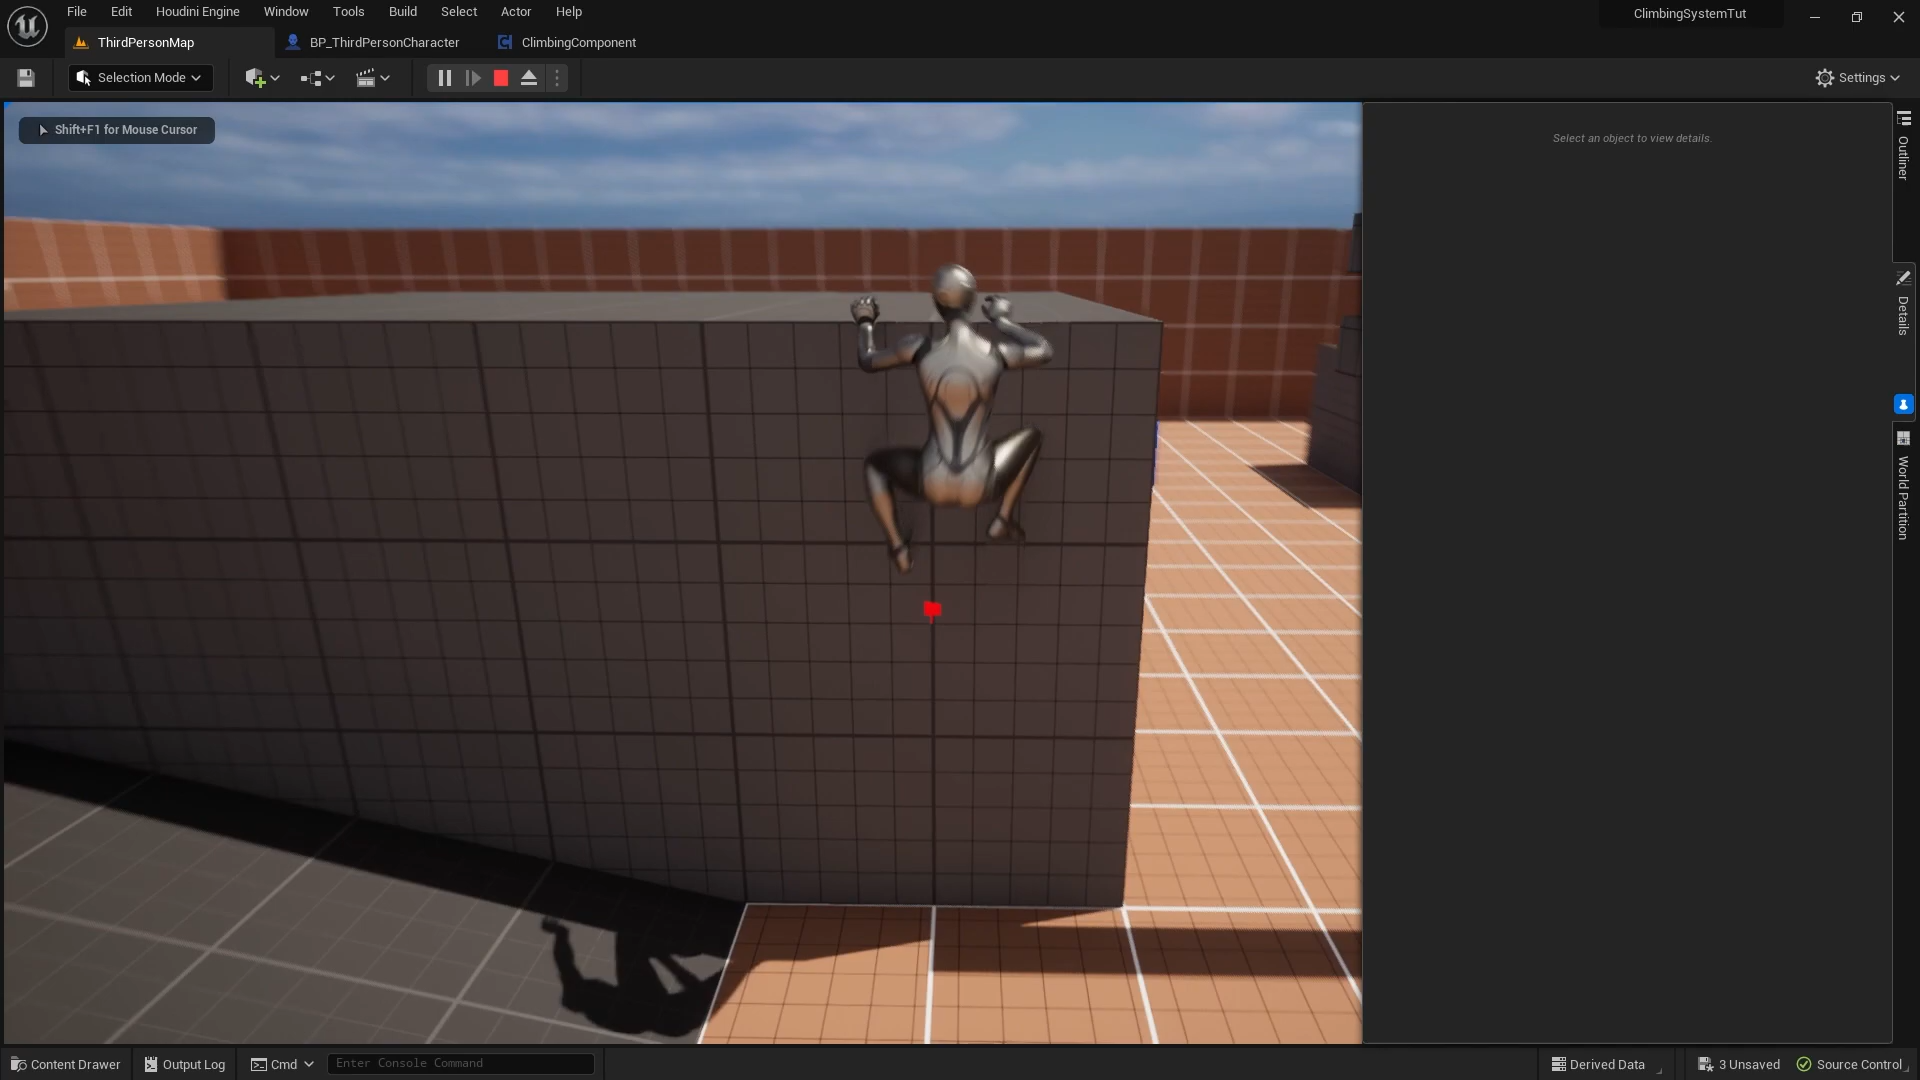 File Edit Houdini Engine Window Tools Build Select Actor Help
ClimbingSystemTut
ThirdPersonMap BP_ThirdPersonCharacter ClimbingComponent
Selection Mode
Settings
Shift+F1 for Mouse Cursor
Select an object to view details.
Outliner
Details
World Partition
Content Drawer Output Log Cmd Enter Console Command Derived Data 3 Unsaved Source Control